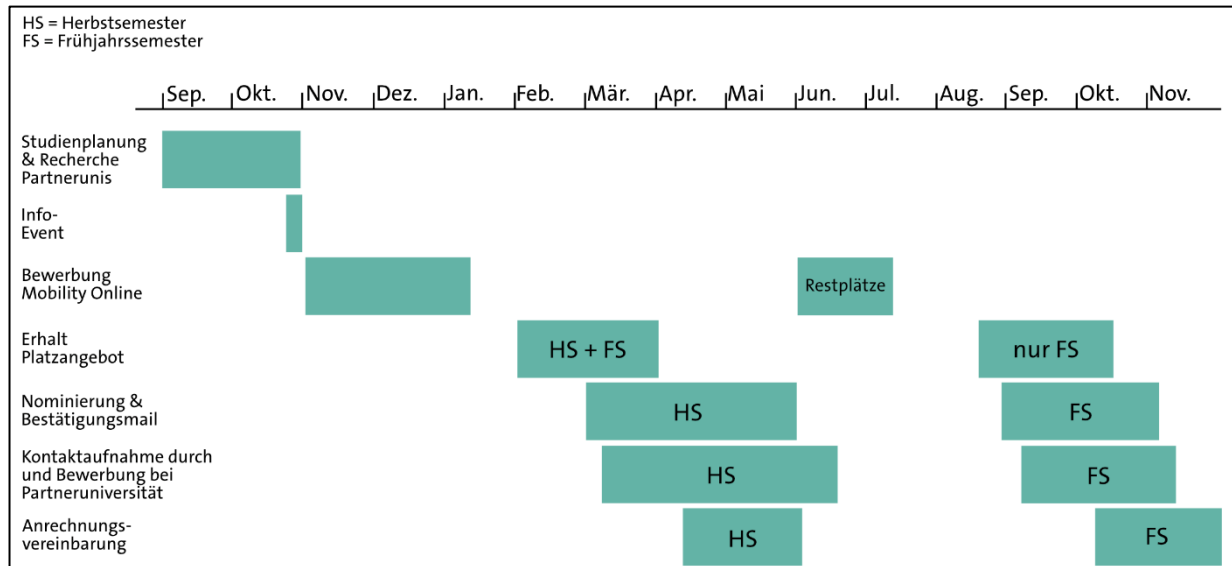 HS = Herbstsemester
FS = Frühjahrssemester
Sep. Okt. Nov. Dez. Jan. Feb. Mär. Apr. Mai Jun. Jul. Aug. Sep. Okt. Nov.
Studienplanung
& Recherche
Partnerunis
Info-
Event
Bewerbung
Mobility Online
Restplätze
Erhalt
Platzangebot
HS + FS
nur FS
Nominierung &
Bestätigungsmail
HS
FS
Kontaktaufnahme durch
und Bewerbung bei
Partneruniversität
HS
FS
Anrechnungs-
vereinbarung
HS
FS